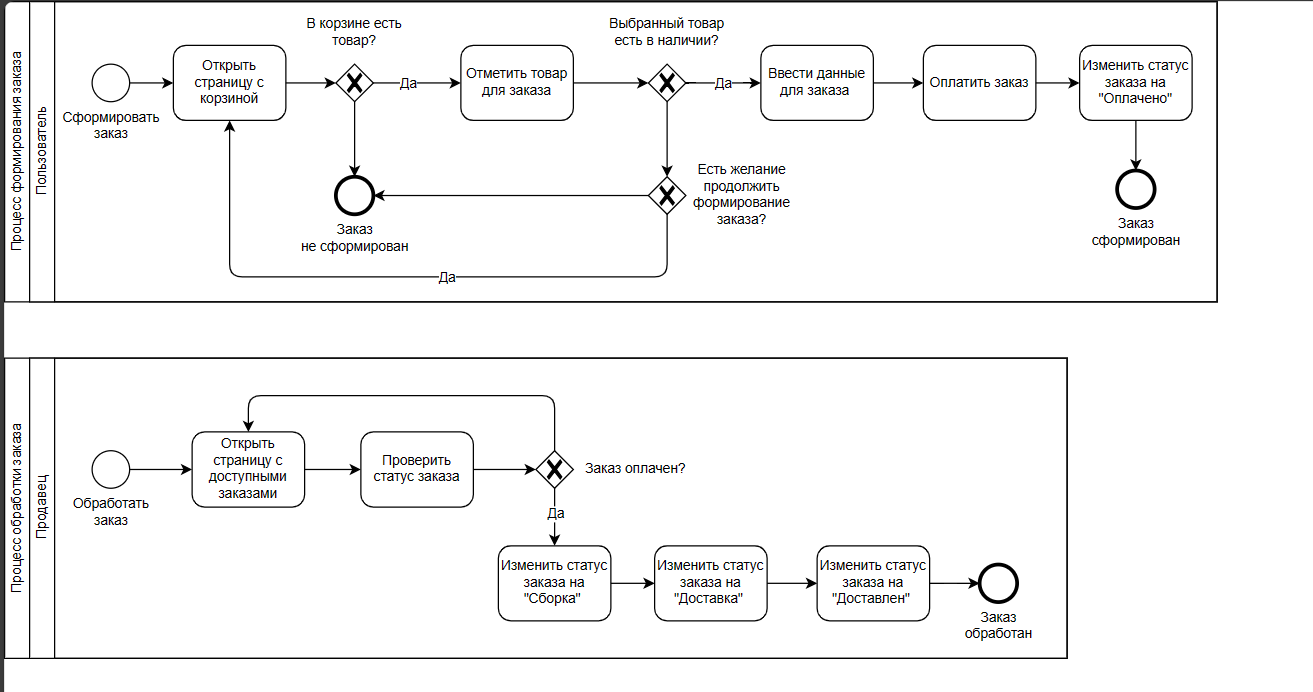 Процесс формирования заказа
Пользователь
Сформировать
заказ
Открыть
страницу с
корзиной
В корзине есть
товар?
Да
Отметить товар
для заказа
Выбранный товар
есть в наличии?
Да
Ввести данные
для заказа
Оплатить заказ
Изменить статус
заказа на
"Оплачено"
Заказ
не сформирован
Есть желание
продолжить
формирование
заказа?
Заказ
сформирован
Да
Процесс обработки заказа
Продавец
Обработать
заказ
Открыть
страницу с
доступными
заказами
Проверить
статус заказа
Заказ оплачен?
Да
Изменить статус
заказа на
"Сборка"
Изменить статус
заказа на
"Доставка"
Изменить статус
заказа на
"Доставлен"
Заказ
обработан